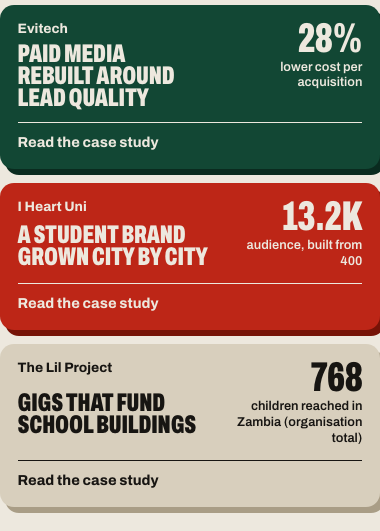 Evitech
28%
PAID MEDIA
REBUILT AROUND
LEAD QUALITY
lower cost per
acquisition
Read the case study
I Heart Uni
13.2K
A STUDENT BRAND
GROWN CITY BY CITY
audience, built from
400
Read the case study
The Lil Project
768
GIGS THAT FUND
SCHOOL BUILDINGS
children reached in
Zambia (organisation
total)
Read the case study